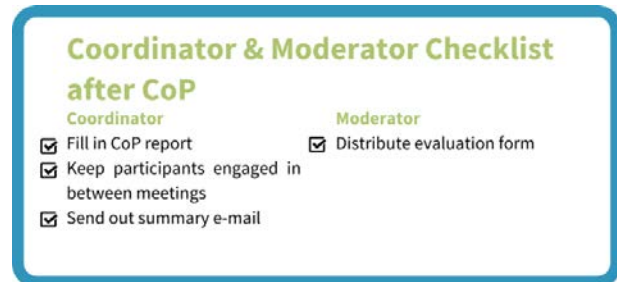 Coordinator & Moderator Checklist
after CoP
Coordinator
Fill in CoP report
Keep participants engaged in
between meetings
Send out summary e-mail
Moderator
Distribute evaluation form